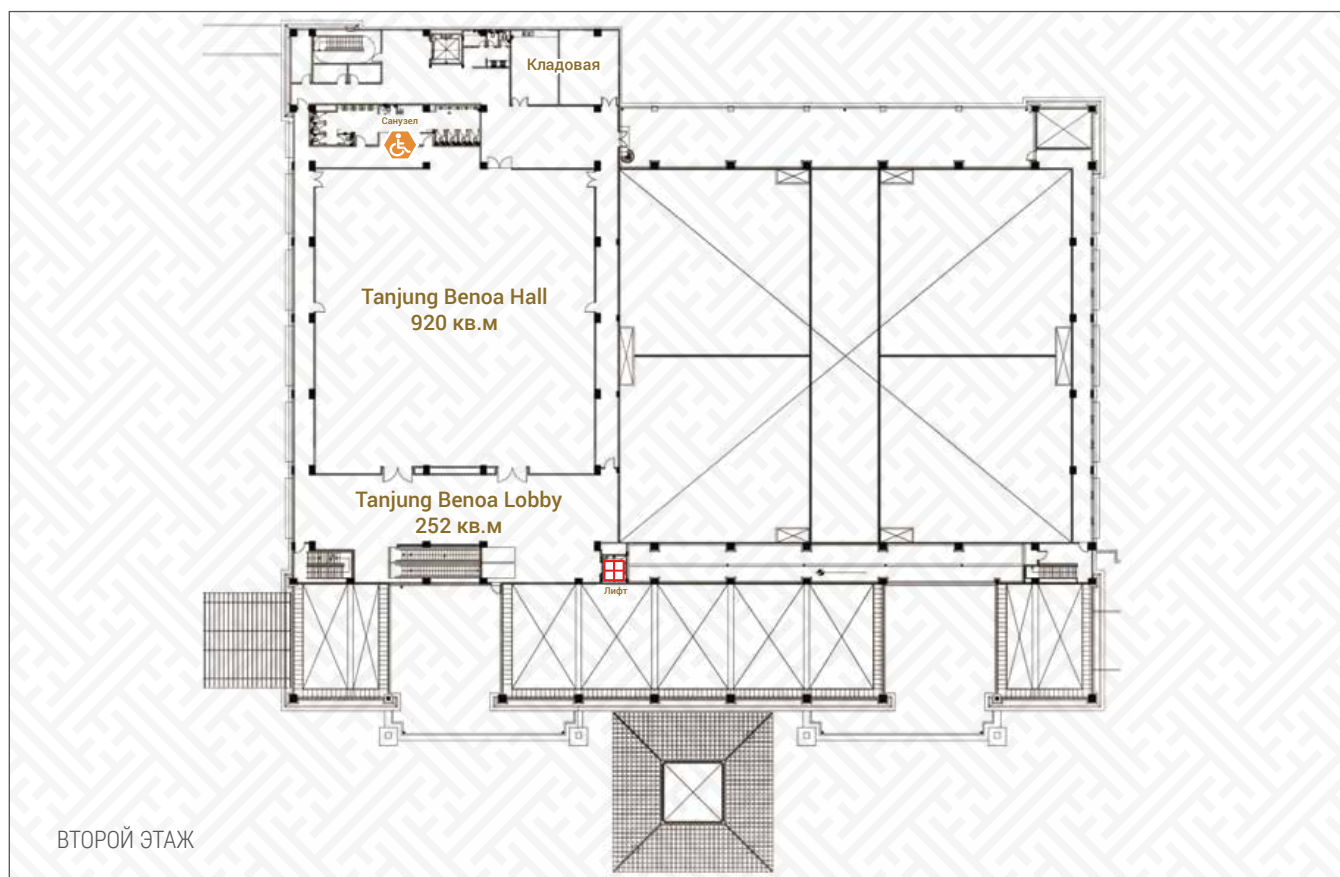 Кладовая
Санузел
Tanjung Benoa Hall
920 кв.м
Tanjung Benoa Lobby
252 кв.м
Лифт
ВТОРОЙ ЭТАЖ